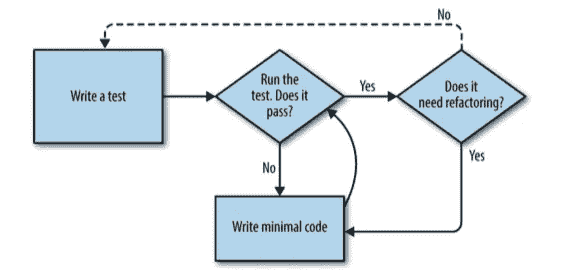 No
Write a test
Run the
test. Does it
pass?
Yes
Does it
need refactoring?
No
Yes
Write minimal code